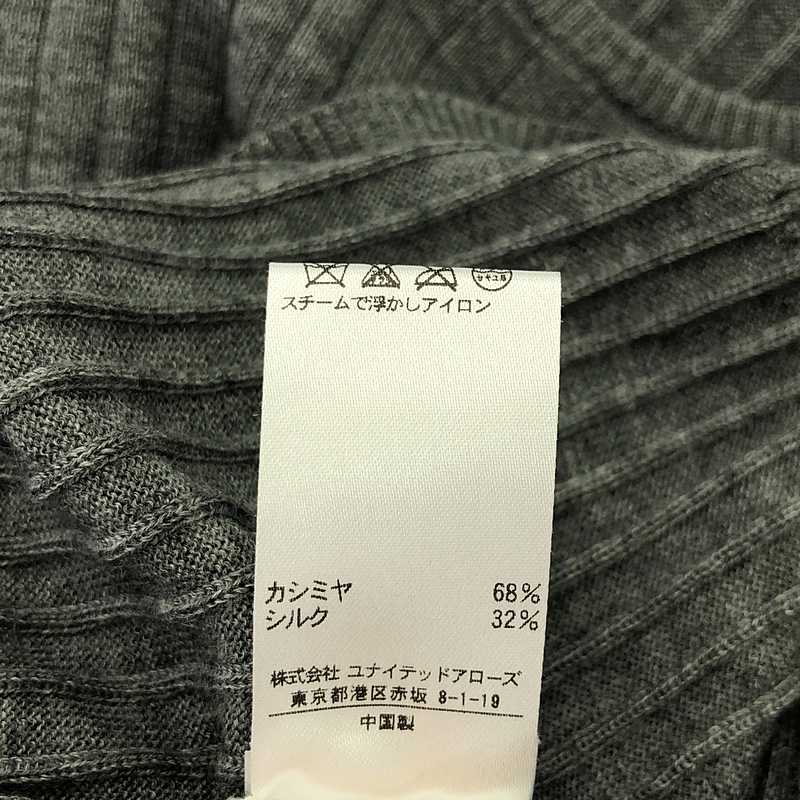 セキユ系
スチームで浮かしアイロン
カシミヤ 68%
シルク 32%
株式会社 ユナイテッドアローズ
東京都港区赤坂 8-1-19
中国製